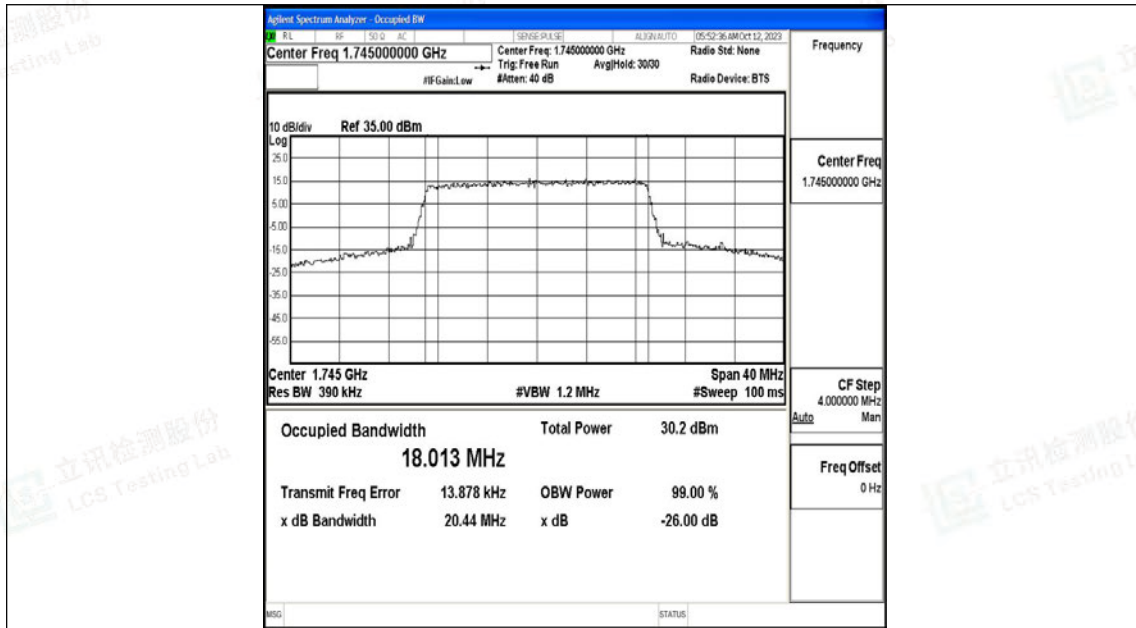 Agilent Spectrum Analyzer - Occupied BW
RL RF 50 Ω AC SENSE:PULSE ALIGNAUTO 05:52:36 AM Oct 12, 2023
Center Freq 1.745000000 GHz
Center Freq: 1.745000000 GHz
Radio Std: None
Trig: Free Run Avg|Hold: 30/30
#IFGain:Low
#Atten: 40 dB
Radio Device: BTS
10 dB/div Ref 35.00 dBm
Log
25.0
15.0
5.00
-5.00
-15.0
-25.0
-35.0
-45.0
-55.0
Center 1.745 GHz
Span 40 MHz
Res BW 390 kHz
#VBW 1.2 MHz
#Sweep 100 ms
Occupied Bandwidth
Total Power 30.2 dBm
18.013 MHz
Transmit Freq Error 13.878 kHz
OBW Power 99.00 %
x dB Bandwidth 20.44 MHz
x dB -26.00 dB
MSG
STATUS
Frequency
Center Freq
1.745000000 GHz
CF Step
4.000000 MHz
Auto Man
Freq Offset
0 Hz
测股份
sting Lab
立讯检测股份
LCS Testing Lab
立讯检测股份
LCS Testing L